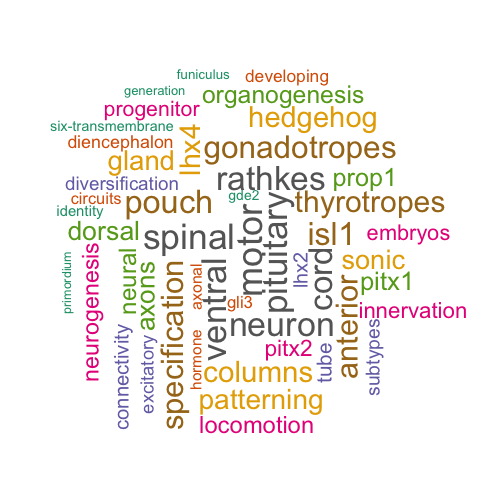 funiculus
developing
generation
organogenesis
progenitor
hedgehog
six-transmembrane
lhx4
diencephalon
gonadotropes
gland
rathkes
prop1
diversification
gde2
circuits
pouch
thyrotropes
identity
motor
pituitary
dorsal
spinal
isl1
embryos
neural
axons
ventral
lhx2
cord
sonic
primordium
neurogenesis
axonal
gli3
anterior
pitx1
specification
neuron
innervation
connectivity
excitatory
hormone
pitx2
tube
subtypes
columns
patterning
locomotion